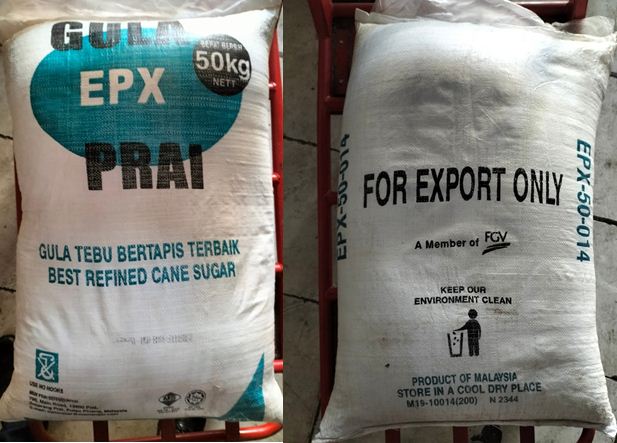 GULA
BERAT BERSIH
50kg
NETT
EPX
PRAI
GULA TEBU BERTAPIS TERBAIK
BEST REFINED CANE SUGAR
USE NO HOOKS
EPX-50-014
EPX-50-014
FOR EXPORT ONLY
A Member of FGV
KEEP OUR
ENVIRONMENT CLEAN
PRODUCT OF MALAYSIA
STORE IN A COOL DRY PLACE
M19-10014(200) N 2344